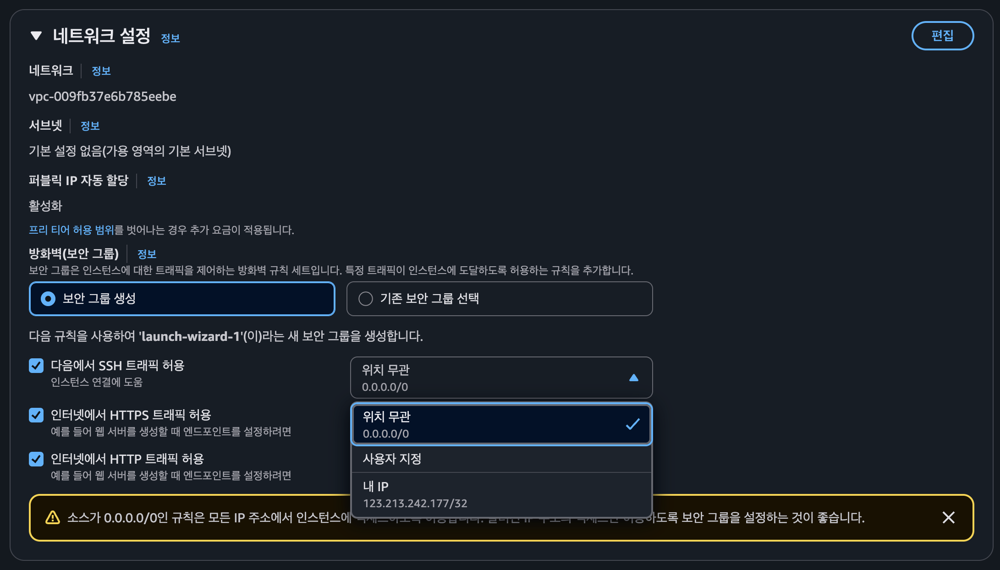 네트워크 설정 정보
편집
네트워크 정보
vpc-009fb37e6b785eebe
서브넷 정보
기본 설정 없음(가용 영역의 기본 서브넷)
퍼블릭 IP 자동 할당 정보
활성화
프리 티어 허용 범위를 벗어나는 경우 추가 요금이 적용됩니다.
방화벽(보안 그룹) 정보
보안 그룹은 인스턴스에 대한 트래픽을 제어하는 방화벽 규칙 세트입니다. 특정 트래픽이 인스턴스에 도달하도록 허용하는 규칙을 추가합니다.
보안 그룹 생성
기존 보안 그룹 선택
다음 규칙을 사용하여 'launch-wizard-1'(이)라는 새 보안 그룹을 생성합니다.
다음에서 SSH 트래픽 허용
인스턴스 연결에 도움
위치 무관
0.0.0.0/0
인터넷에서 HTTPS 트래픽 허용
예를 들어 웹 서버를 생성할 때 엔드포인트를 설정하려면
인터넷에서 HTTP 트래픽 허용
예를 들어 웹 서버를 생성할 때 엔드포인트를 설정하려면
위치 무관
0.0.0.0/0
사용자 지정
내 IP
123.213.242.177/32
소스가 0.0.0.0/0인 규칙은 모든 IP 주소에서 인스턴스에 보안 그룹을 설정하는 것이 좋습니다.